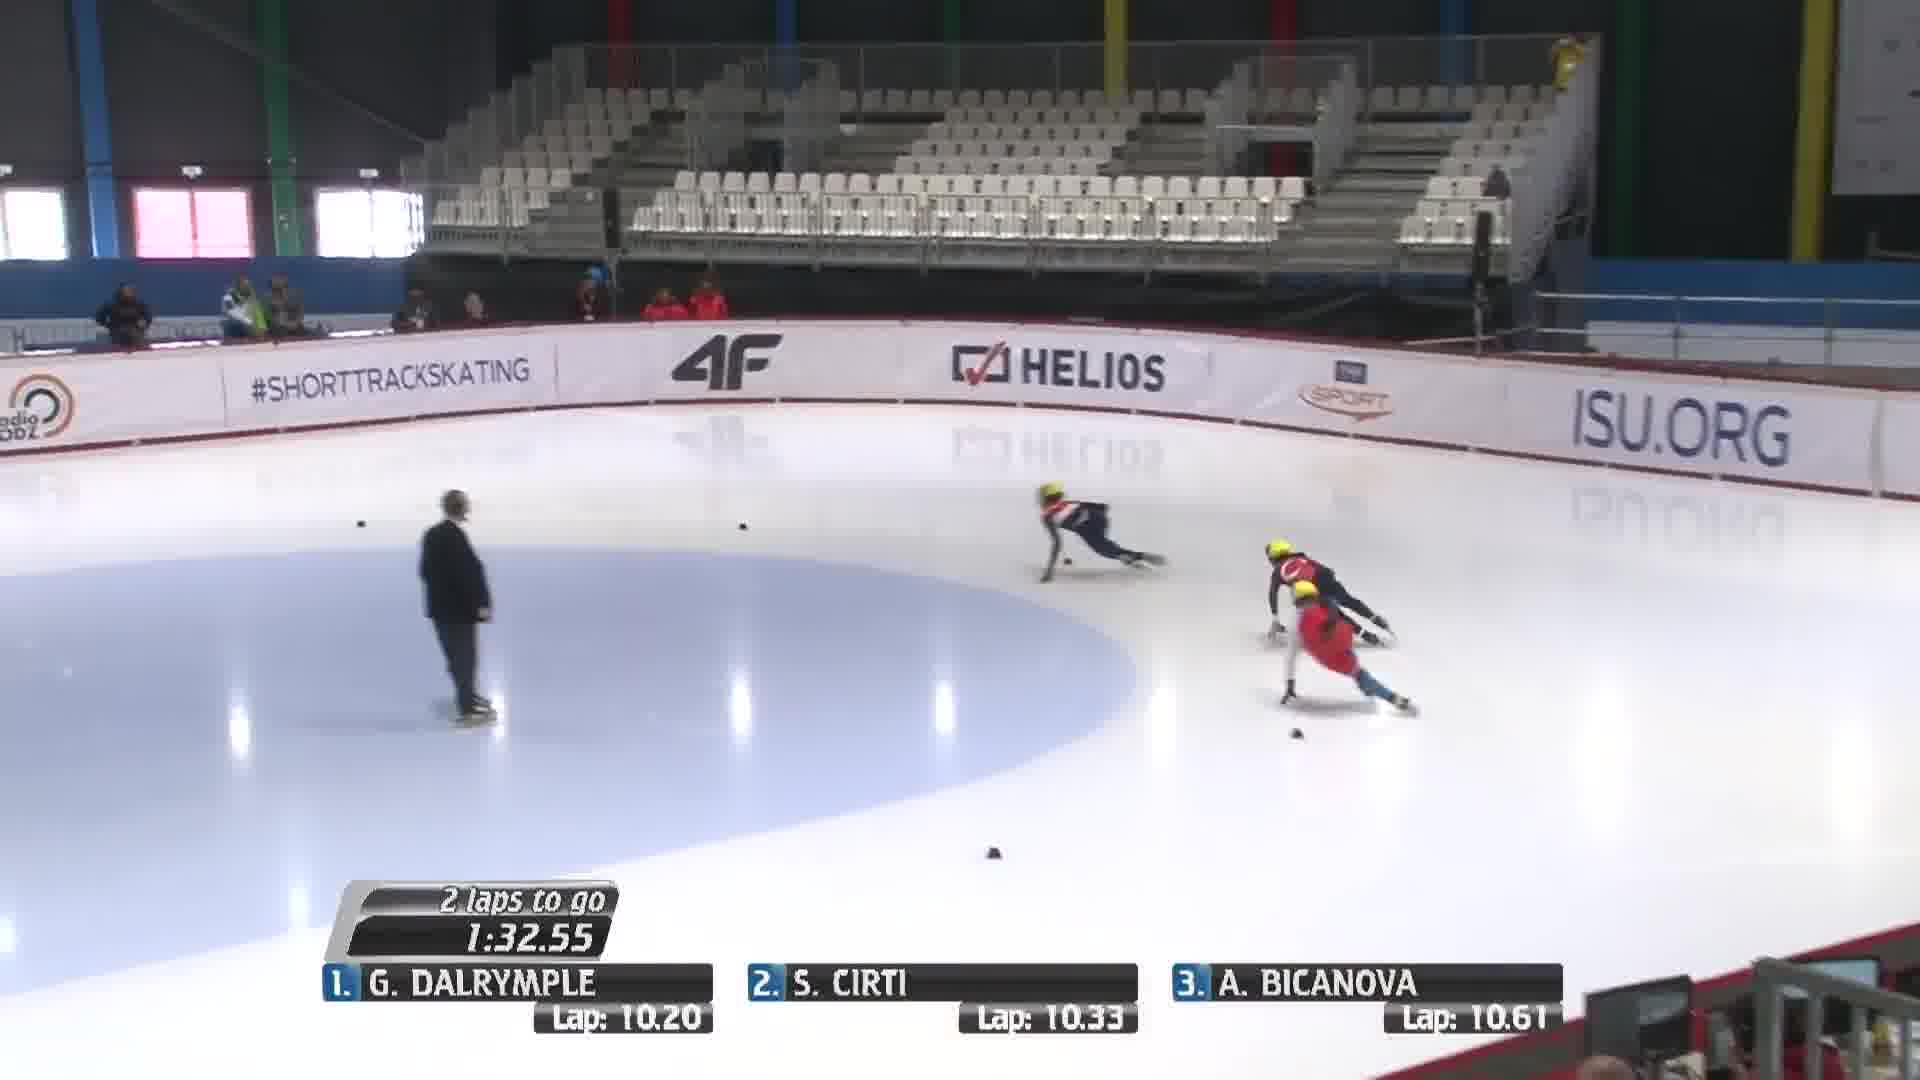 #SHORTTRACKSKATING
4F
HELIOS
SPORT
ISU.ORG
2 laps to go
1:32.55
1. G. DALRYMPLE
Lap: 10.20
2. S. CIRTI
Lap: 10.33
3. A. BICANOVA
Lap: 10.61